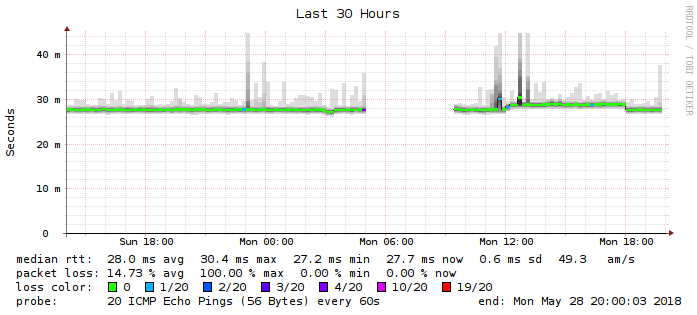 Last 30 Hours
RRDTOOL / TOBI OETIKER
Seconds
40 m
30 m
20 m
10 m
0
Sun 18:00 Mon 00:00 Mon 06:00 Mon 12:00 Mon 18:00
median rtt: 28.0 ms avg 30.4 ms max 27.2 ms min 27.7 ms now 0.6 ms sd 49.3 am/s
packet loss: 14.73 % avg 100.00 % max 0.00 % min 0.00 % now
loss color: 0 1/20 2/20 3/20 4/20 10/20 19/20
probe: 20 ICMP Echo Pings (56 Bytes) every 60s end: Mon May 28 20:00:03 2018